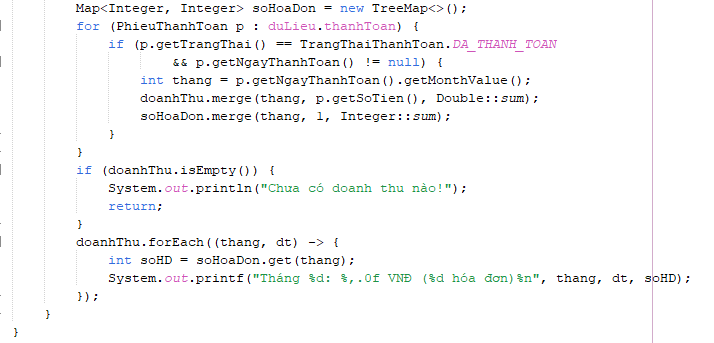 Map<Integer, Integer> soHoaDon = new TreeMap<>();
for (PhieuThanhToan p : duLieu.thanhToan) {
if (p.getTrangThai() == TrangThaiThanhToan.DA_THANH_TOAN
&& p.getNgayThanhToan() != null) {
int thang = p.getNgayThanhToan().getMonthValue();
doanhThu.merge(thang, p.getSoTien(), Double::sum);
soHoaDon.merge(thang, 1, Integer::sum);
}
}
if (doanhThu.isEmpty()) {
System.out.println("Chưa có doanh thu nào!");
return;
}
doanhThu.forEach((thang, dt) -> {
int soHD = soHoaDon.get(thang);
System.out.printf("Tháng %d: %,.0f VNĐ (%d hóa đơn)%n", thang, dt, soHD);
});
}
}